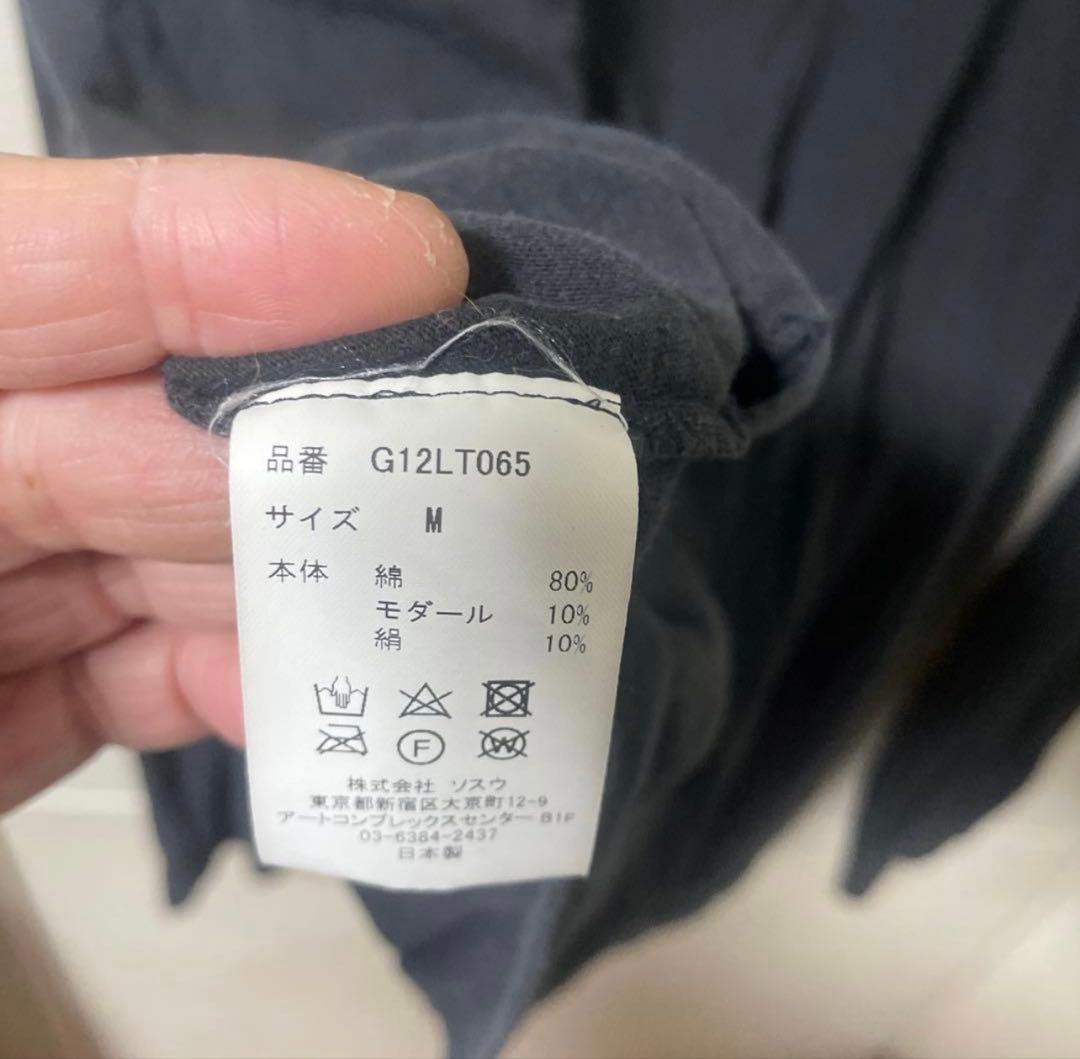 品番 G12LT065
サイズ M
本体 綿 80%
モダール 10%
絹 10%
F W
株式会社 ソスウ
東京都新宿区大京町12-9
アートコンプレックスセンター B1F
03-6384-2437
日本製